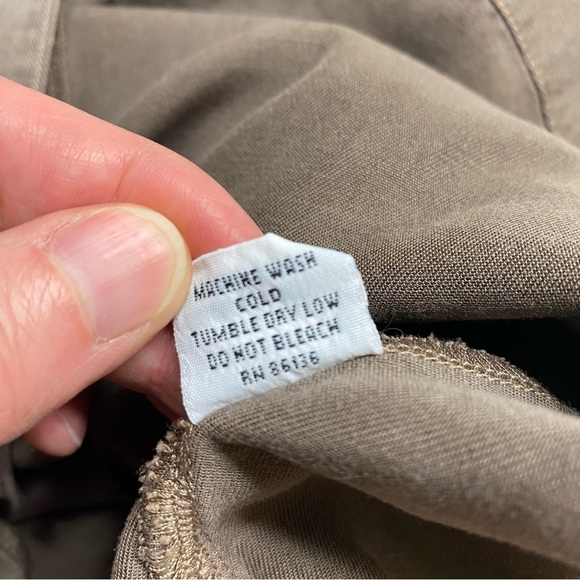 MACHINE WASH
COLD
TUMBLE DRY LOW
DO NOT BLEACH
RN 86136